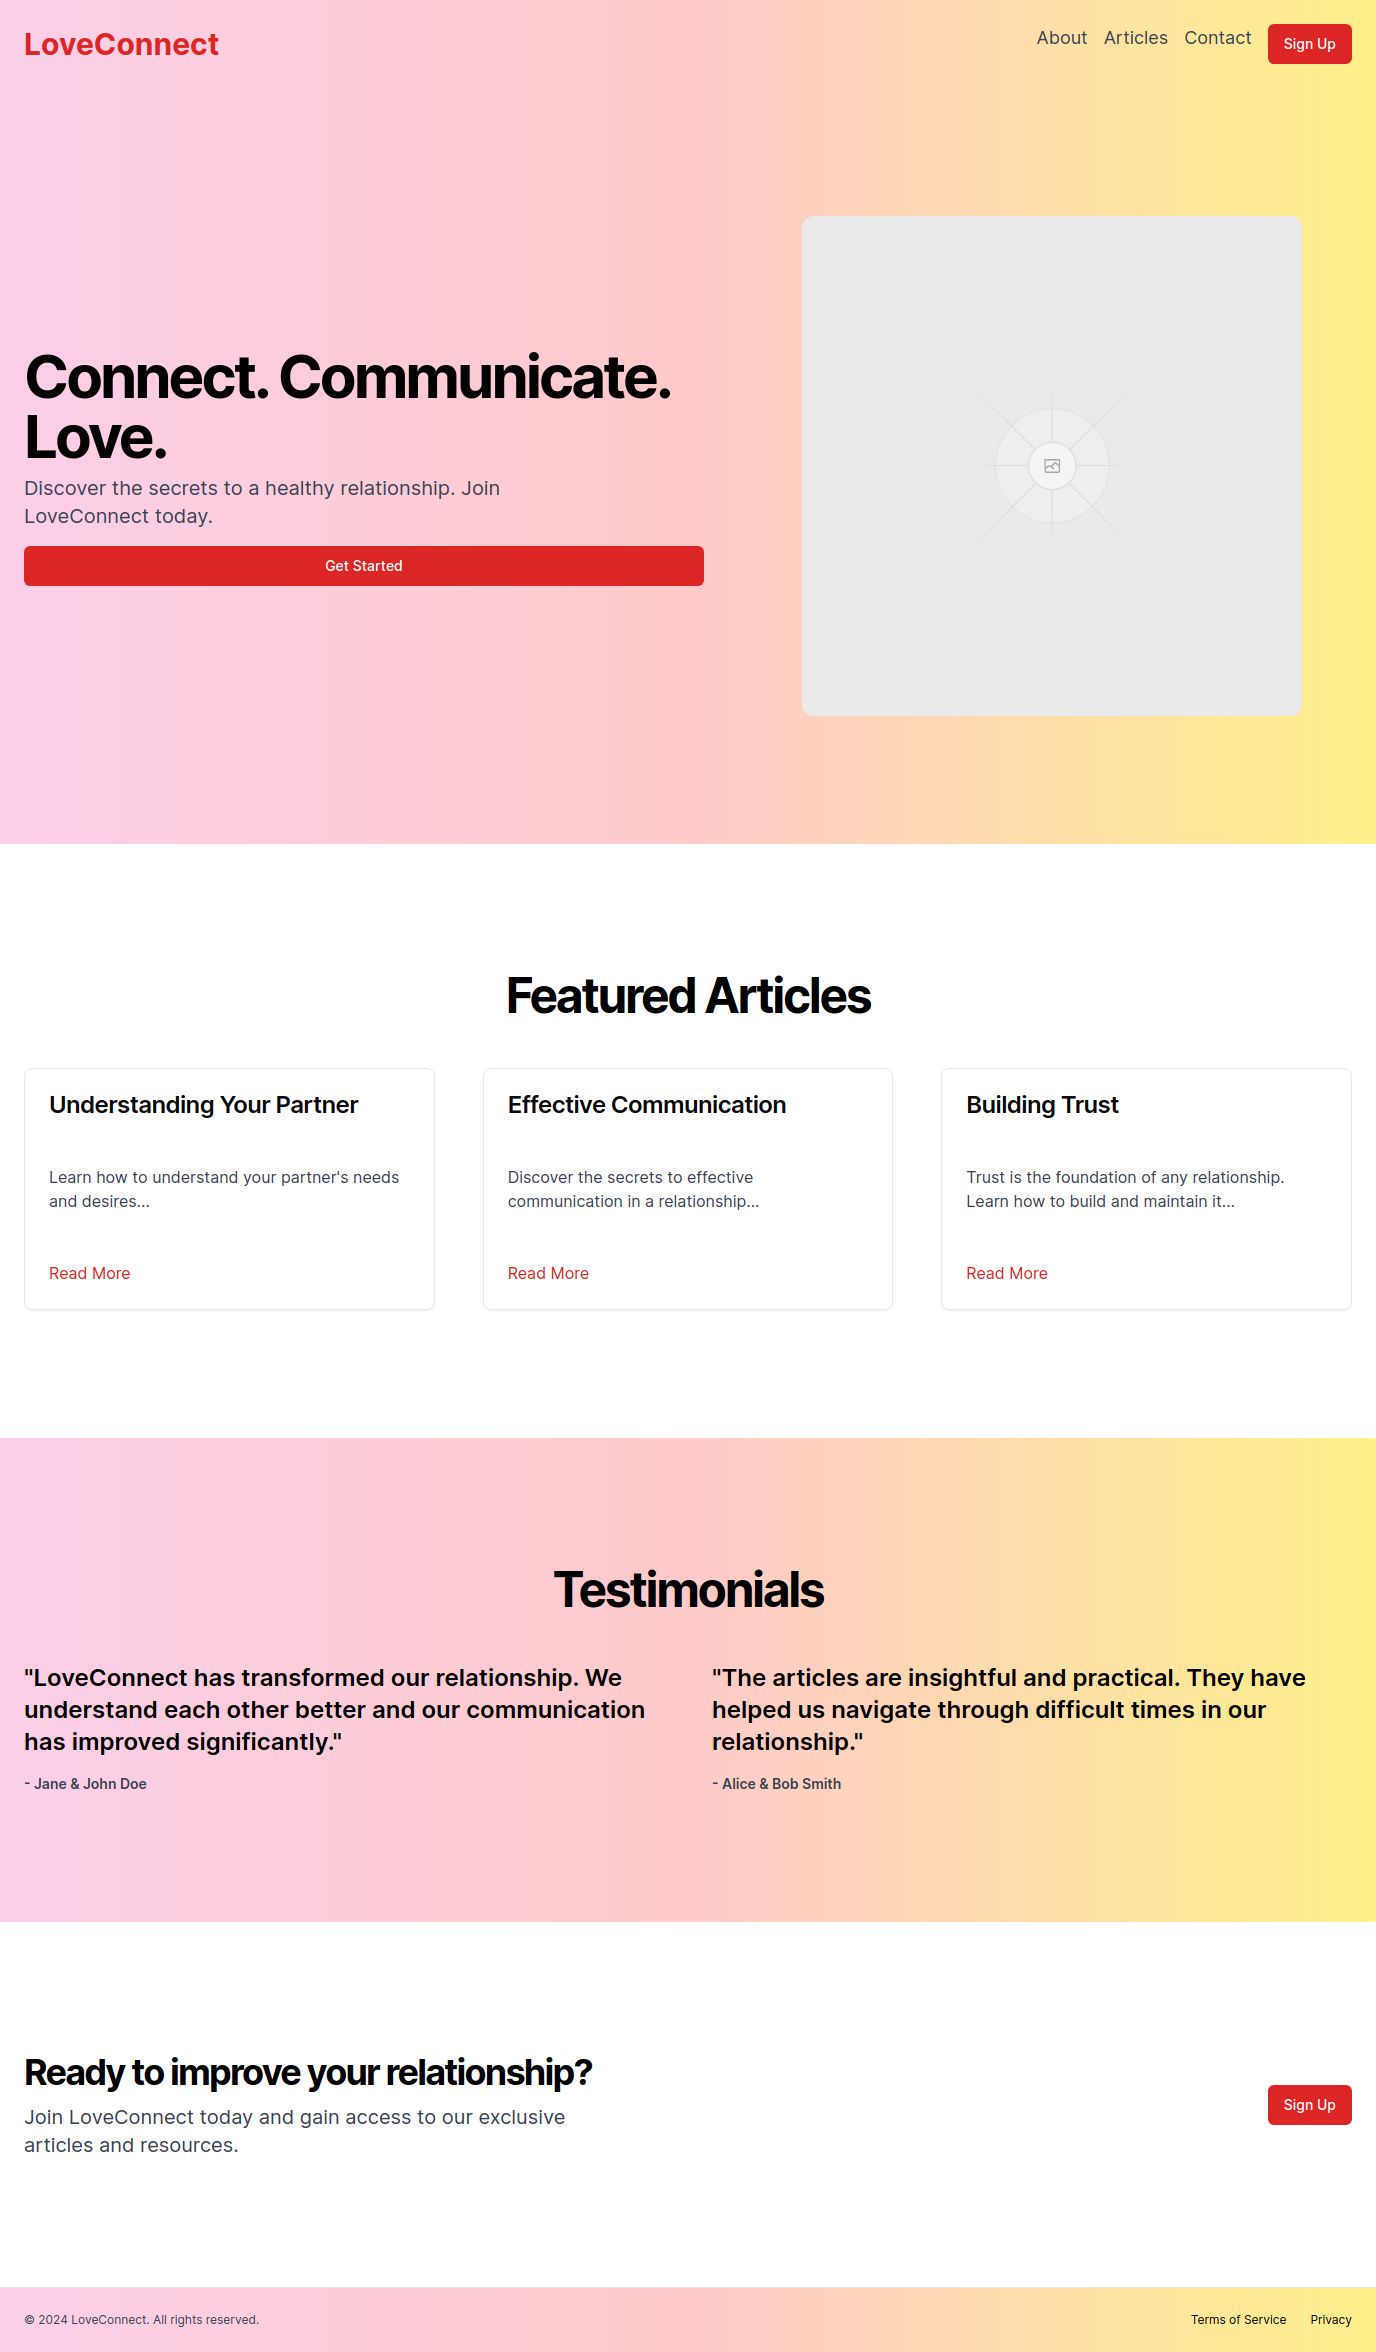 LoveConnect
About Articles Contact Sign Up
Connect. Communicate.
Love.
Discover the secrets to a healthy relationship. Join
LoveConnect today.
Get Started
Featured Articles
Understanding Your Partner
Learn how to understand your partner's needs
and desires...
Read More
Effective Communication
Discover the secrets to effective
communication in a relationship...
Read More
Building Trust
Trust is the foundation of any relationship.
Learn how to build and maintain it...
Read More
Testimonials
"LoveConnect has transformed our relationship. We
understand each other better and our communication
has improved significantly."
- Jane & John Doe
"The articles are insightful and practical. They have
helped us navigate through difficult times in our
relationship."
- Alice & Bob Smith
Ready to improve your relationship?
Join LoveConnect today and gain access to our exclusive
articles and resources.
Sign Up
© 2024 LoveConnect. All rights reserved.
Terms of Service Privacy